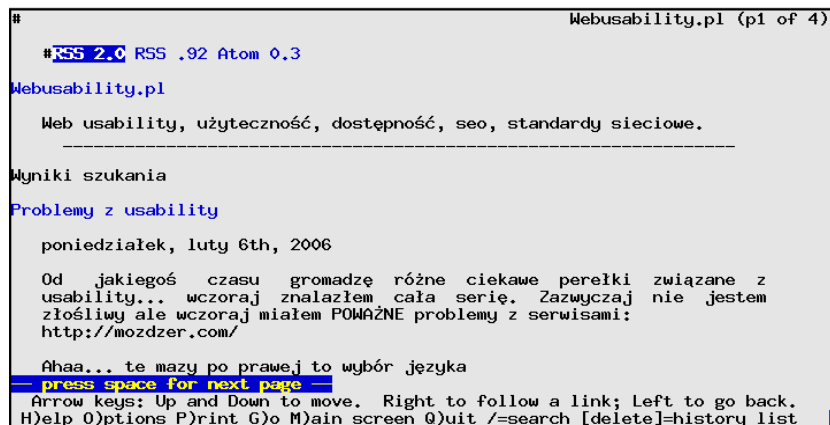 # Webusability.pl (p1 of 4)
#RSS 2.0 RSS .92 Atom 0.3
Webusability.pl
Web usability, użyteczność, dostępność, seo, standardy sieciowe.
Wyniki szukania
Problemy z usability
poniedziałek, luty 6th, 2006
Od jakiegoś czasu gromadzę różne ciekawe perełki związane z
usability... wczoraj znalazłem cała serię. Zazwyczaj nie jestem
złośliwy ale wczoraj miałem POWAŻNE problemy z serwisami:
http://mozdzer.com/
Ahaa... te mazy po prawej to wybór języka
— press space for next page —
Arrow keys: Up and Down to move. Right to follow a link; Left to go back.
H)elp O)ptions P)rint G)o M)ain screen Q)uit /=search [delete]=history list